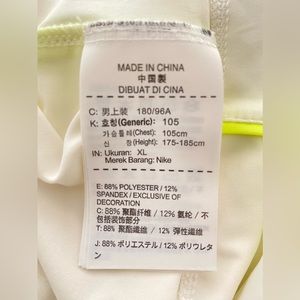 MADE IN CHINA
中国製
DIBUAT DI CINA
C: 男上装 180/96A
K: 호칭(Generic): 105
가슴둘레(Chest): 105cm
신 장(Height): 175-185cm
IN: Ukuran: XL
Merek Barang: Nike
E: 88% POLYESTER / 12%
SPANDEX / EXCLUSIVE OF
DECORATION
C: 88% 聚酯纤维 / 12% 氨纶 / 不
包括装饰部分
T: 88% 聚酯纖維 / 12% 彈性纖維
J: 88% ポリエステル / 12% ポリウレタ
ン